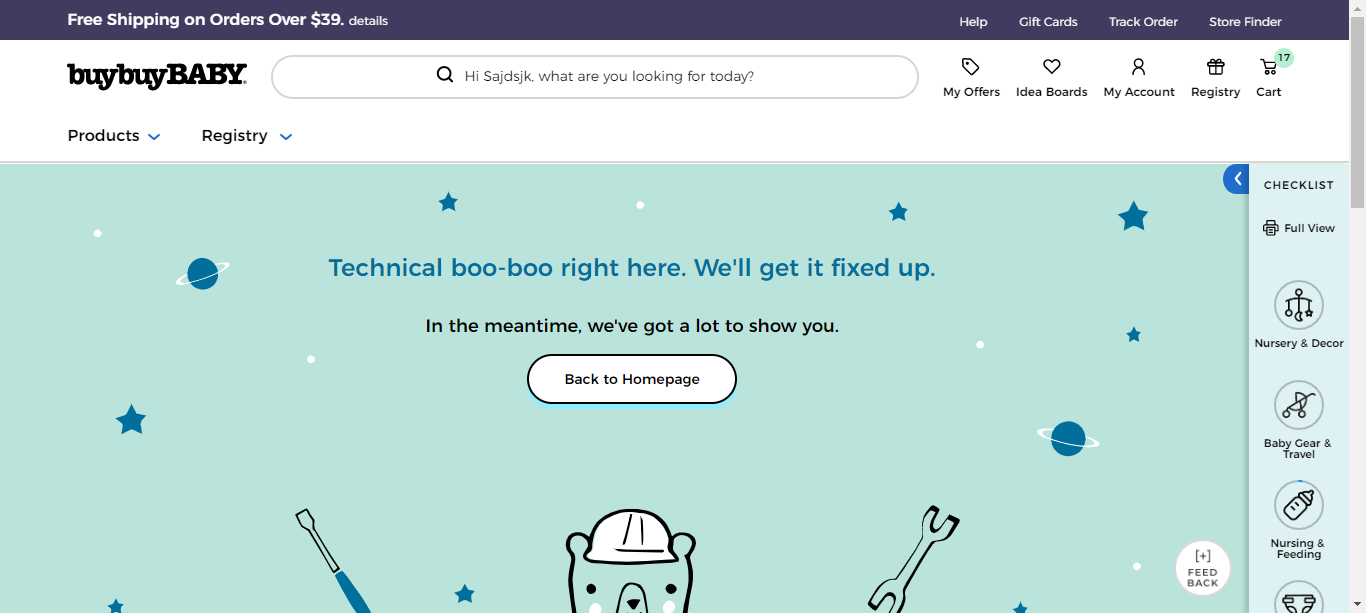 Free Shipping on Orders Over $39. details
Help Gift Cards Track Order Store Finder
buybuyBABY
Hi Sajdsjk, what are you looking for today?
17
My Offers Idea Boards My Account Registry Cart
Products Registry
CHECKLIST
Full View
Technical boo-boo right here. We'll get it fixed up.
In the meantime, we've got a lot to show you.
Back to Homepage
Nursery & Decor
Baby Gear &
Travel
Nursing &
Feeding
[+]
FEED
BACK